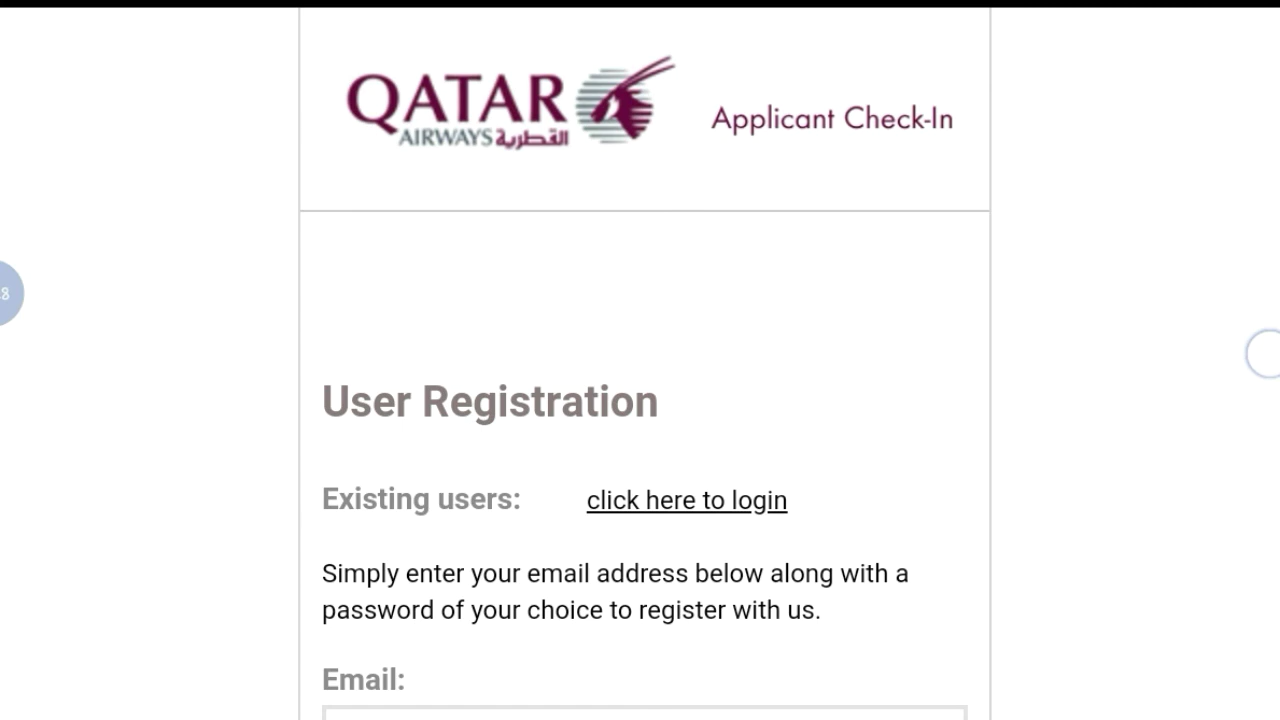 QATAR
AIRWAYS القطرية
Applicant Check-In
8
User Registration
Existing users: click here to login
Simply enter your email address below along with a
password of your choice to register with us.
Email: